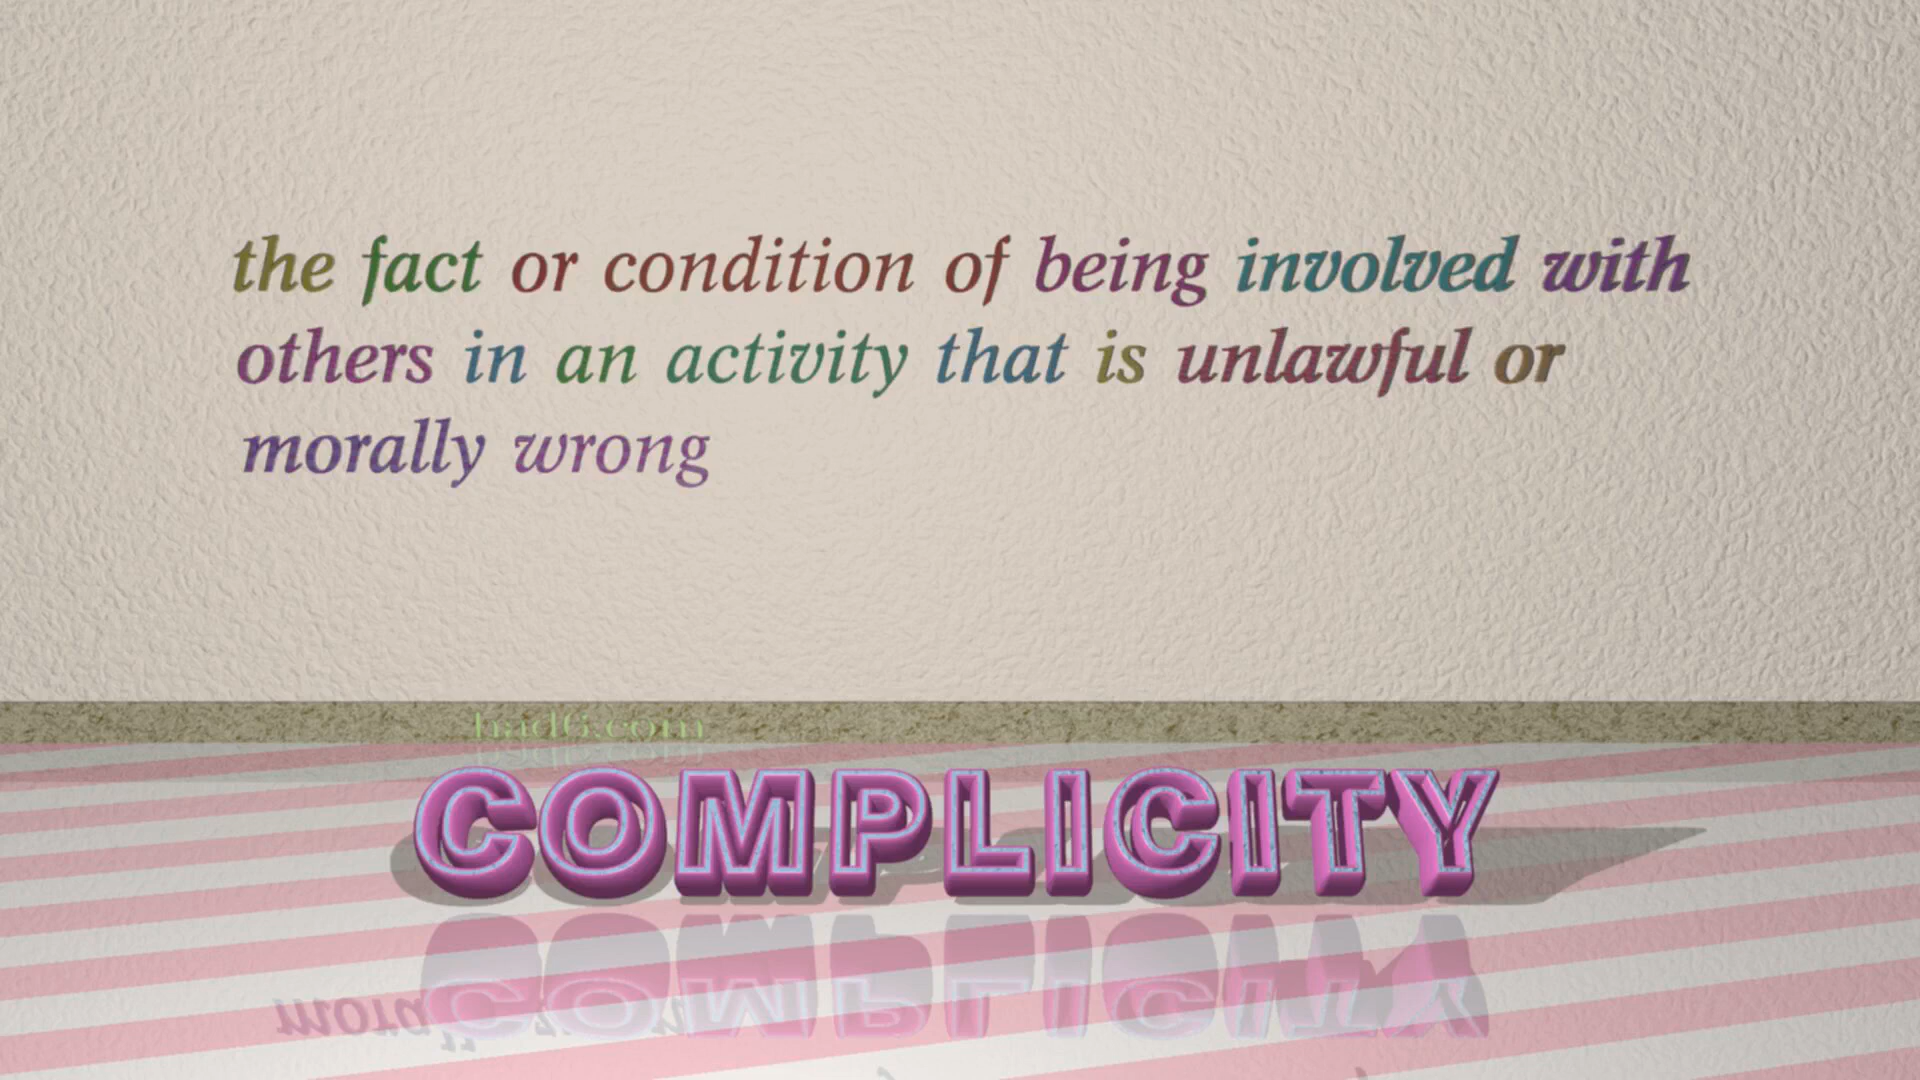 the fact or condition of being involved with
others in an activity that is unlawful or
morally wrong
COMPLICITY